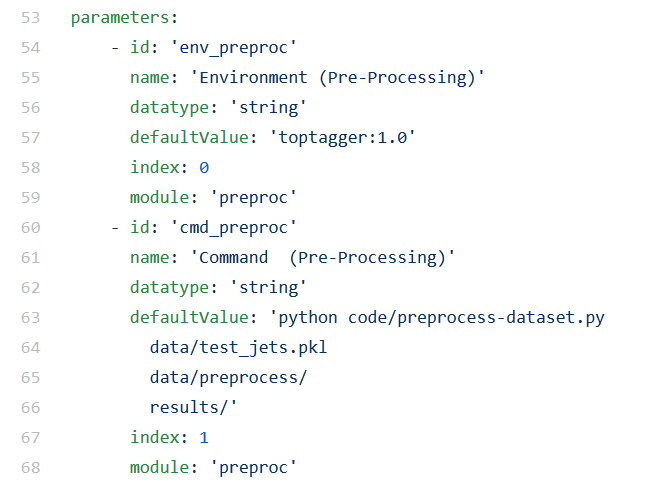 53 parameters:
54     - id: 'env_preproc'
55       name: 'Environment (Pre-Processing)'
56       datatype: 'string'
57       defaultValue: 'toptagger:1.0'
58       index: 0
59       module: 'preproc'
60     - id: 'cmd_preproc'
61       name: 'Command  (Pre-Processing)'
62       datatype: 'string'
63       defaultValue: 'python code/preprocess-dataset.py
64         data/test_jets.pkl
65         data/preprocess/
66         results/'
67       index: 1
68       module: 'preproc'